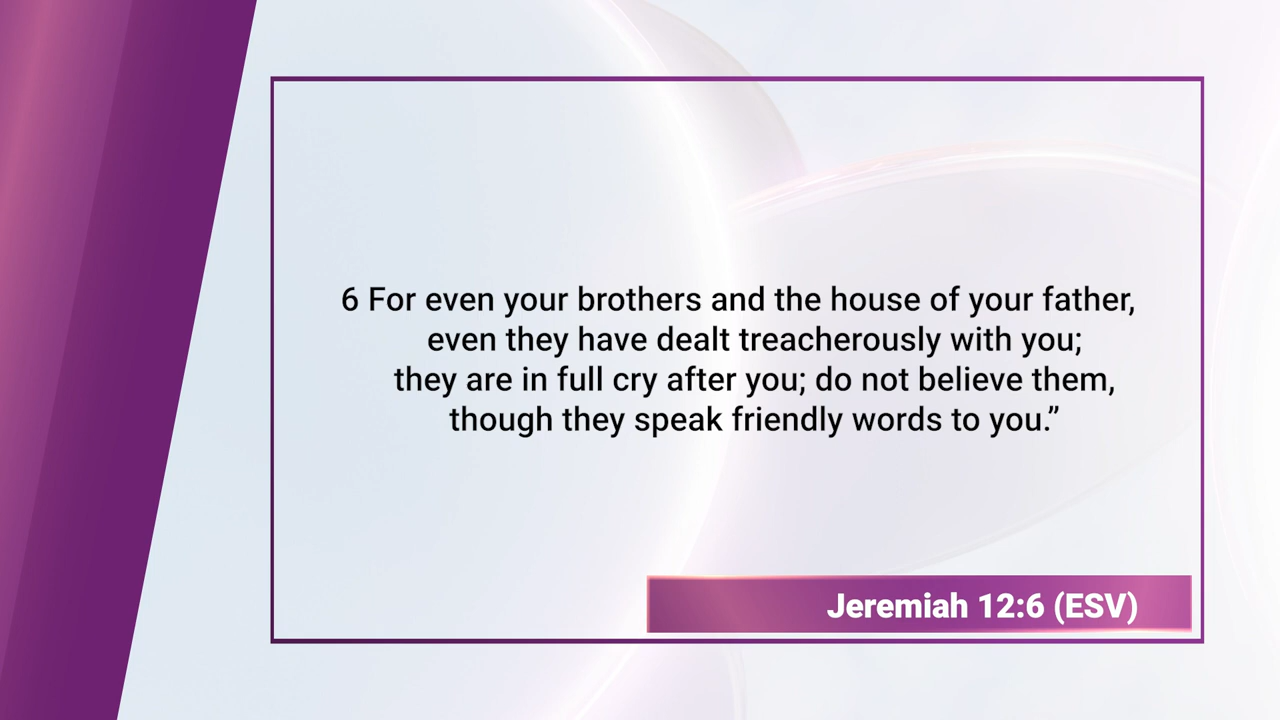 6 For even your brothers and the house of your father,
even they have dealt treacherously with you;
they are in full cry after you; do not believe them,
though they speak friendly words to you.”
Jeremiah 12:6 (ESV)